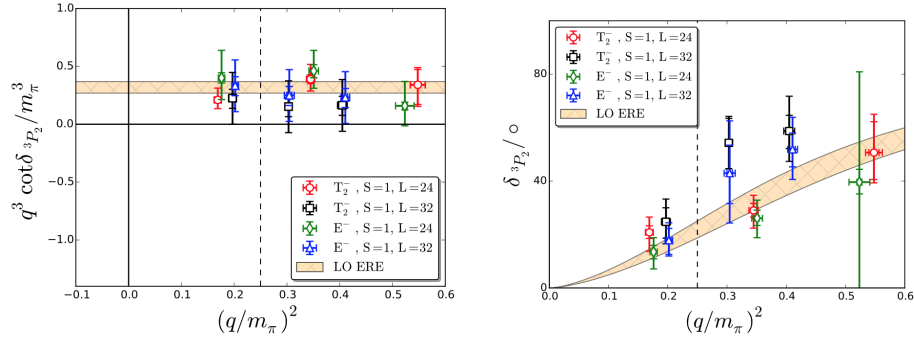 1.0
0.5
0.0
−0.5
−1.0
q³ cotδ ³P₂/m³π
T₂⁻ , S=1, L=24
T₂⁻ , S=1, L=32
E⁻ , S=1, L=24
E⁻ , S=1, L=32
LO ERE
−0.1 0.0 0.1 0.2 0.3 0.4 0.5 0.6
(q/mπ)²
80
40
0
δ ³P₂/°
T₂⁻ , S=1, L=24
T₂⁻ , S=1, L=32
E⁻ , S=1, L=24
E⁻ , S=1, L=32
LO ERE
0.0 0.1 0.2 0.3 0.4 0.5 0.6
(q/mπ)²